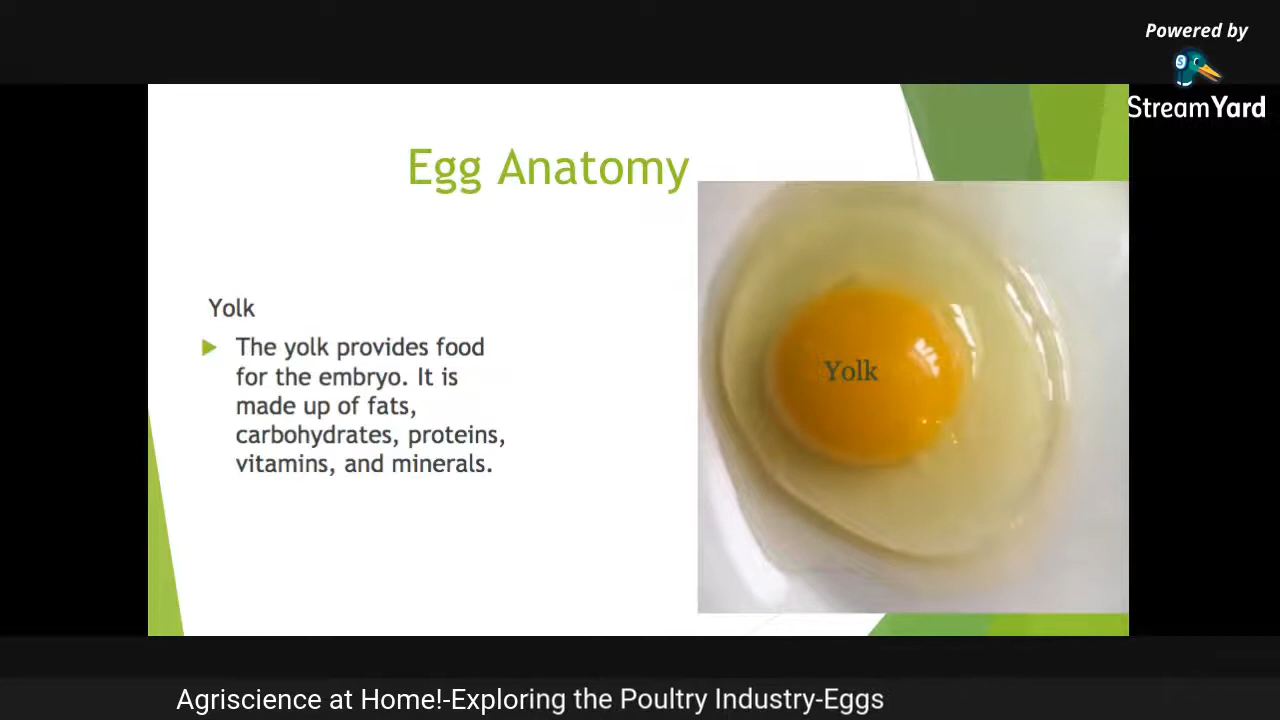 Powered by
StreamYard
Egg Anatomy
Yolk
The yolk provides food
for the embryo. It is
made up of fats,
carbohydrates, proteins,
vitamins, and minerals.
Yolk
Agriscience at Home!-Exploring the Poultry Industry-Eggs